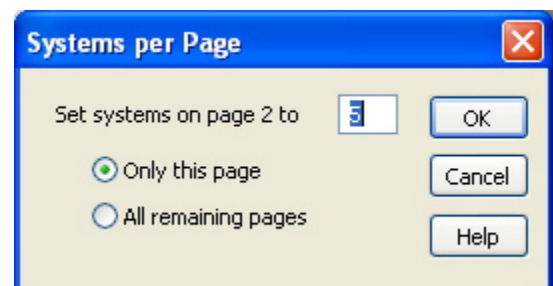 Systems per Page
Set systems on page 2 to 5 OK
Only this page
Cancel
All remaining pages
Help